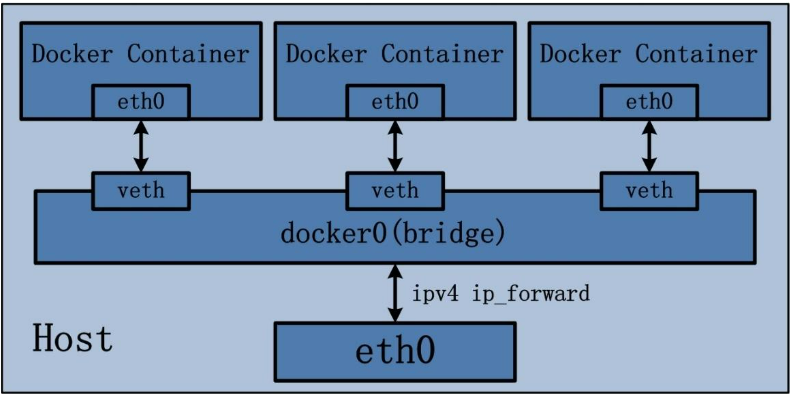 Docker Container
Docker Container
Docker Container
eth0
eth0
eth0
veth
veth
veth
docker0(bridge)
ipv4 ip_forward
Host
eth0